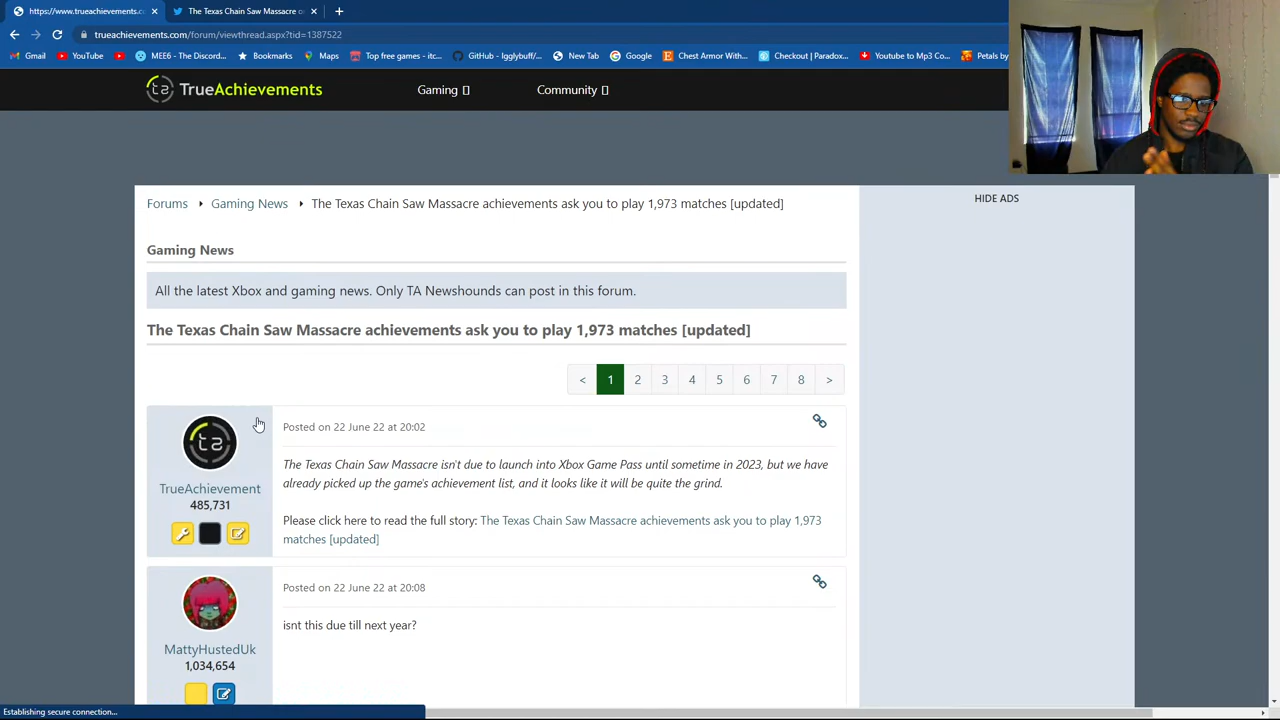 https://www.trueachievements.c
The Texas Chain Saw Massacre o
trueachievements.com/forum/viewthread.aspx?tid=1387522
Gmail
YouTube
MEE6 - The Discord...
Bookmarks
Maps
Top free games - itc...
GitHub - Igglybuff/...
New Tab
Google
Chest Armor With...
Checkout | Paradox...
Youtube to Mp3 Co...
Petals by
ta TrueAchievements
Gaming
Community
HIDE ADS
Forums
Gaming News
The Texas Chain Saw Massacre achievements ask you to play 1,973 matches [updated]
Gaming News
All the latest Xbox and gaming news. Only TA Newshounds can post in this forum.
The Texas Chain Saw Massacre achievements ask you to play 1,973 matches [updated]
< 1 2 3 4 5 6 7 8 >
ta
TrueAchievement
485,731
Posted on 22 June 22 at 20:02
The Texas Chain Saw Massacre isn't due to launch into Xbox Game Pass until sometime in 2023, but we have
already picked up the game's achievement list, and it looks like it will be quite the grind.
Please click here to read the full story: The Texas Chain Saw Massacre achievements ask you to play 1,973
matches [updated]
MattyHustedUk
1,034,654
Posted on 22 June 22 at 20:08
isnt this due till next year?
Establishing secure connection...